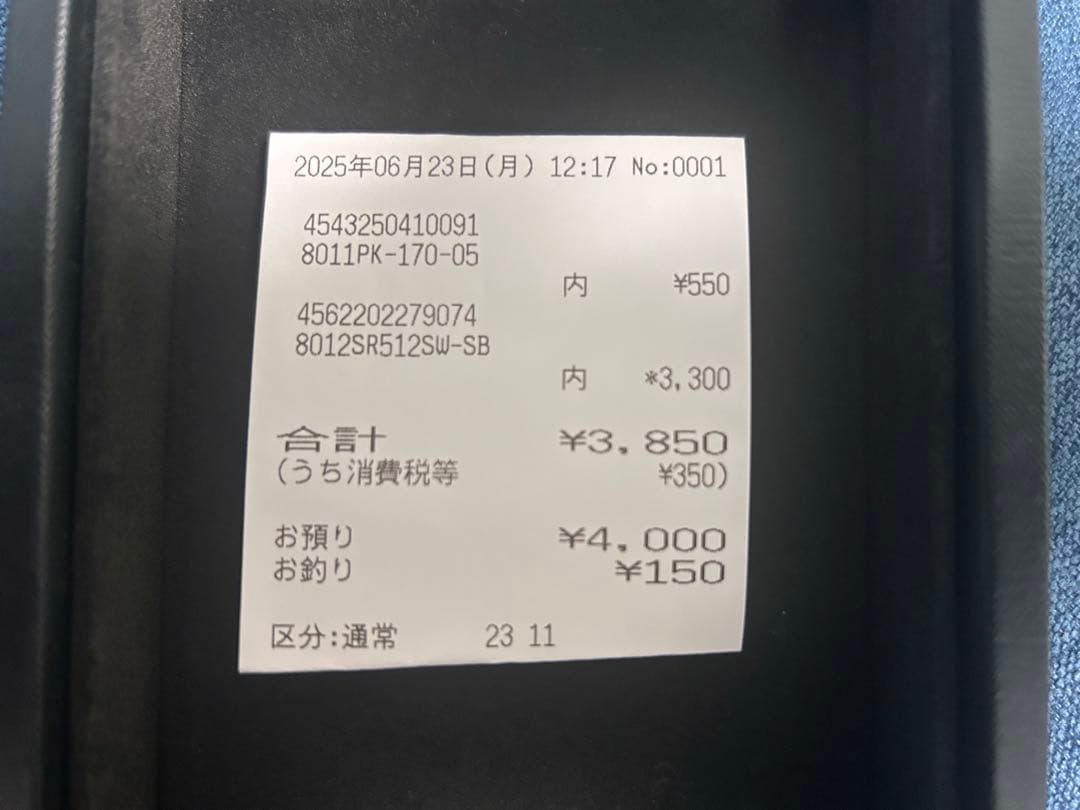 2025年06月23日(月) 12:17 No:0001
4543250410091
8011PK-170-05
内 ¥550
4562202279074
8012SR512SW-SB
内 *3,300
合計 ¥3,850
(うち消費税等 ¥350)
お預り ¥4,000
お釣り ¥150
区分:通常 23 11